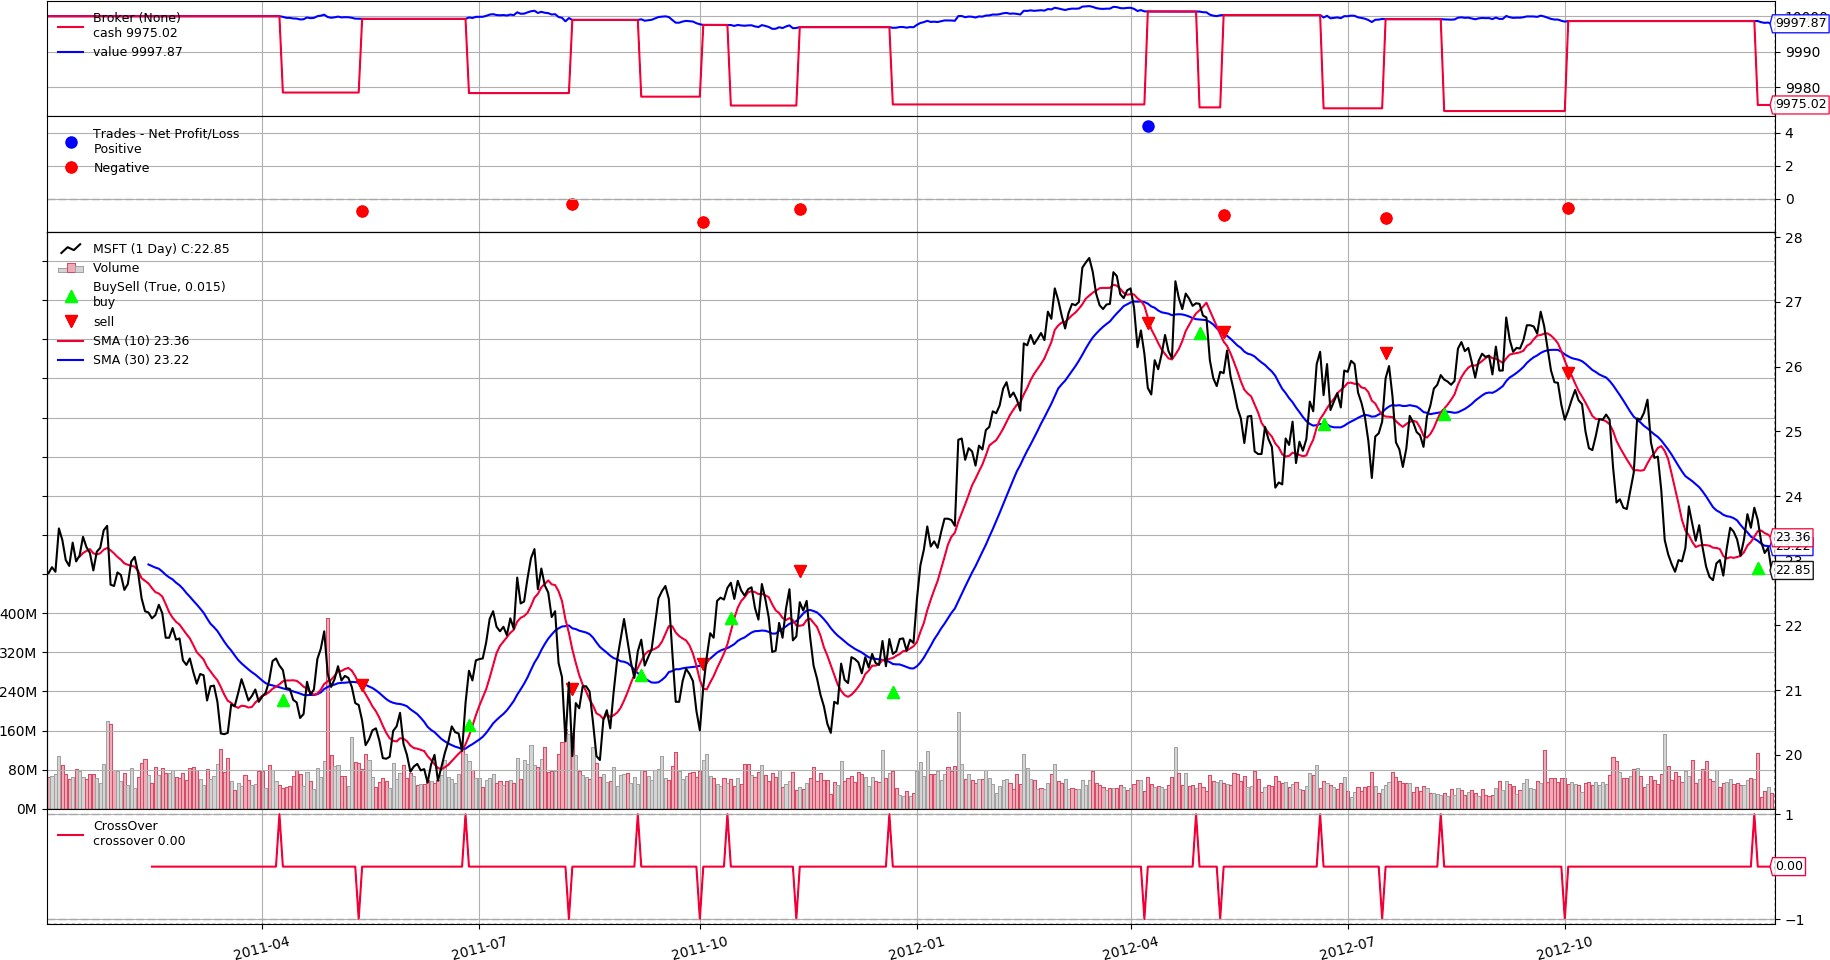 Broker (None)
cash 9975.02
value 9997.87
9997.87
9990
9980
9975.02
Trades - Net Profit/Loss
Positive
Negative
4
2
0
MSFT (1 Day) C:22.85
Volume
BuySell (True, 0.015)
buy
sell
SMA (10) 23.36
SMA (30) 23.22
28
27
26
25
24
23.36
23.22
22.85
22
21
20
400M
320M
240M
160M
80M
0M
CrossOver
crossover 0.00
1
0.00
−1
2011-04
2011-07
2011-10
2012-01
2012-04
2012-07
2012-10